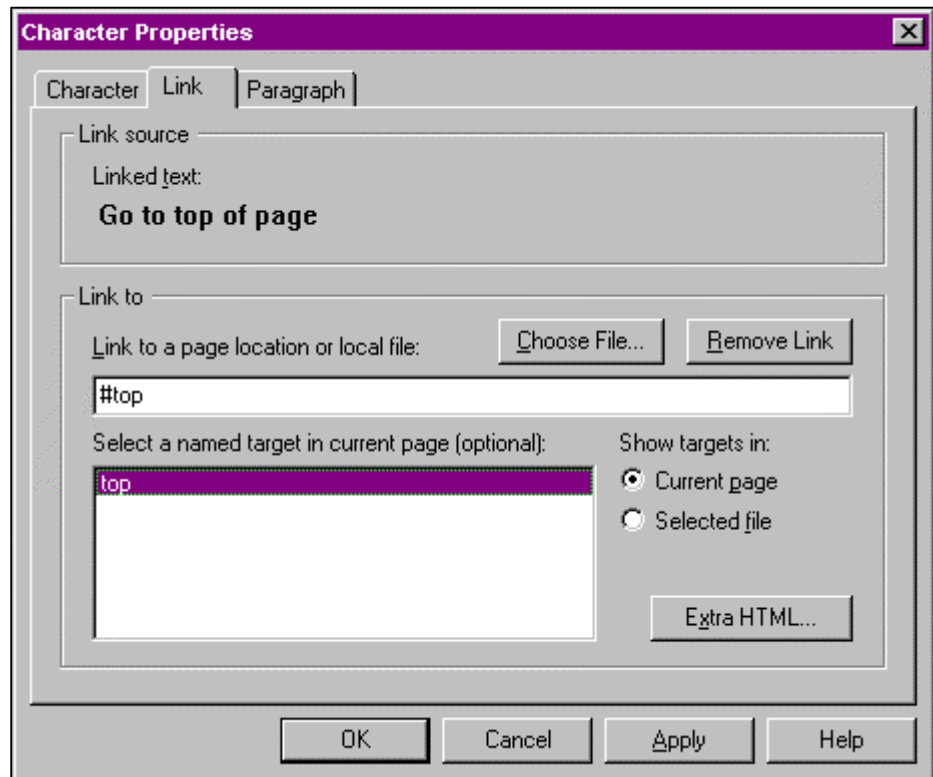 Character Properties
Character Link Paragraph
Link source
Linked text:
Go to top of page
Link to
Link to a page location or local file: Choose File... Remove Link
#top
Select a named target in current page (optional): Show targets in:
top
Current page
Selected file
Extra HTML...
OK Cancel Apply Help